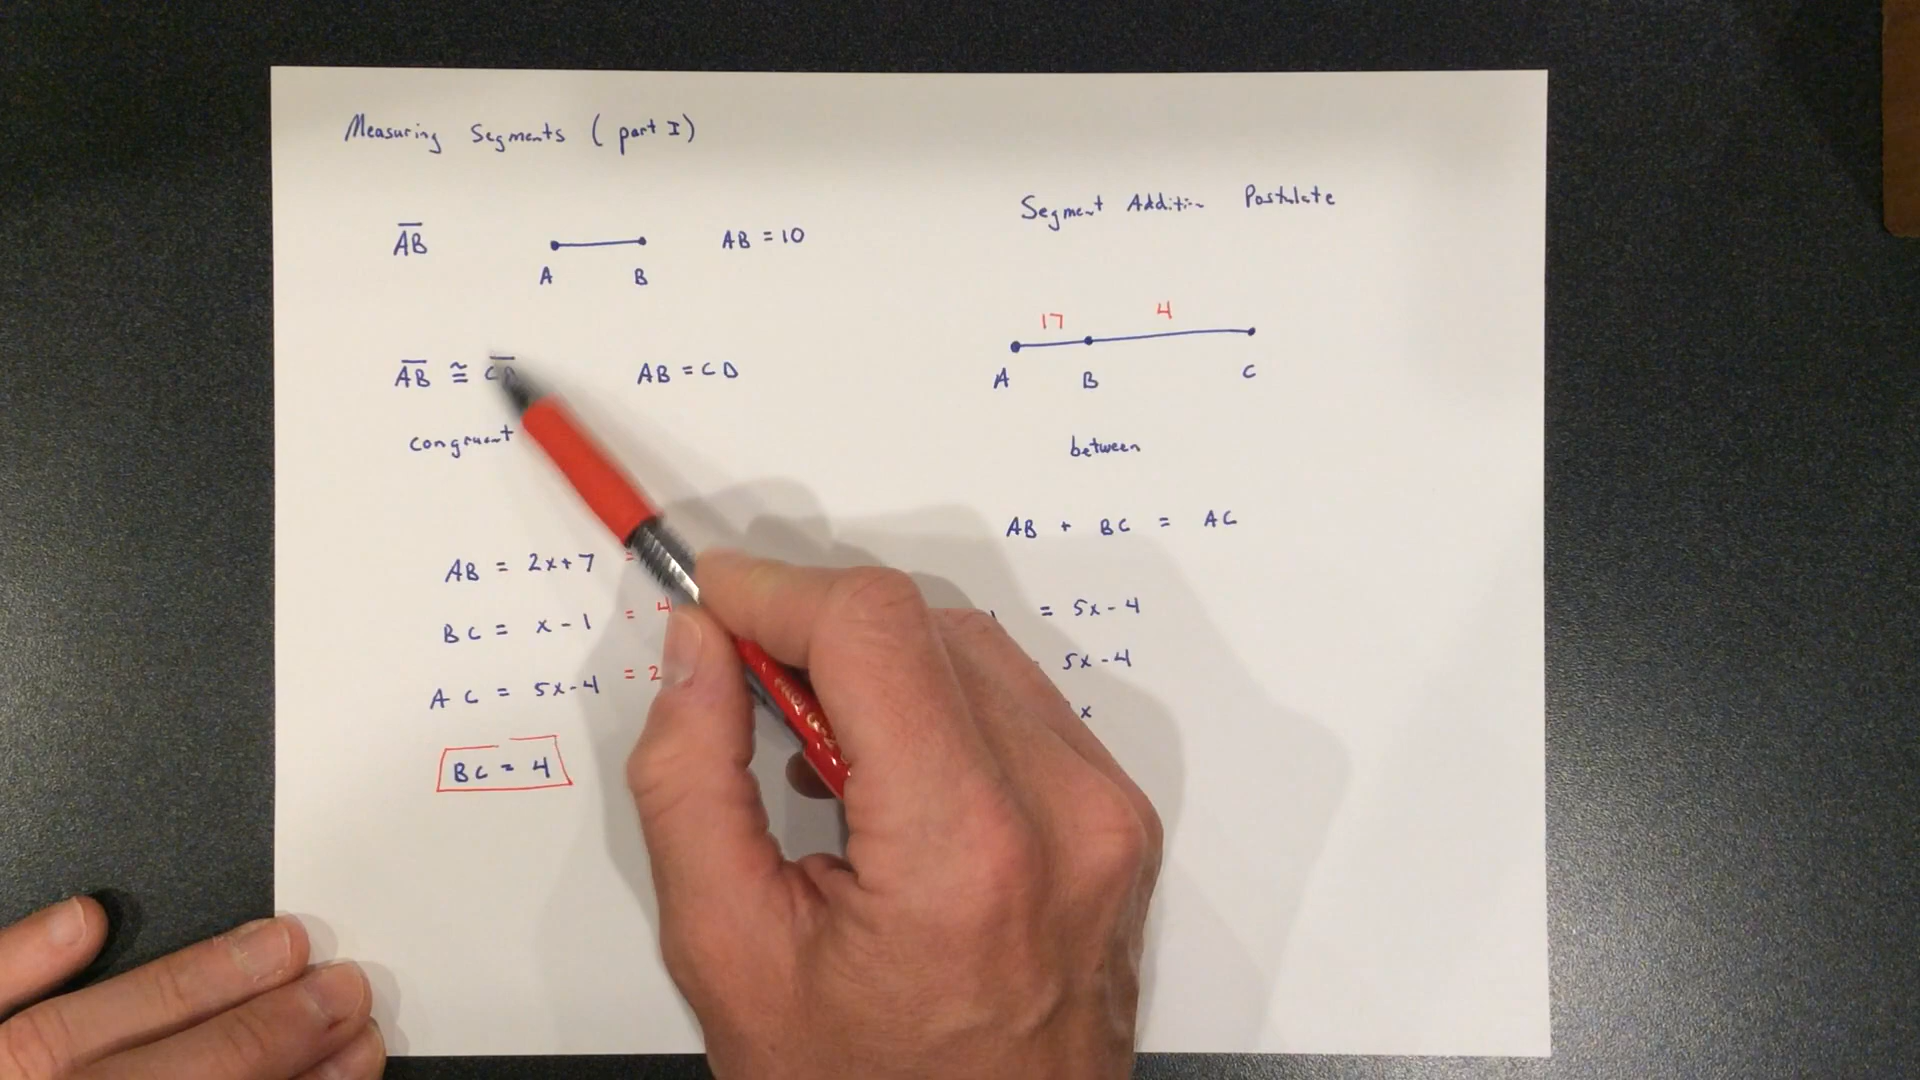 Measuring Segments (part I)
AB
A B
AB = 10
AB ≅ CD
AB = CD
congruent
AB = 2x+7 =
BC = x - 1 = 4
AC = 5x-4 = 2
BC = 4
Segment Addition Postulate
17 4
A B C
between
AB + BC = AC
= 5x-4
5x-4
x